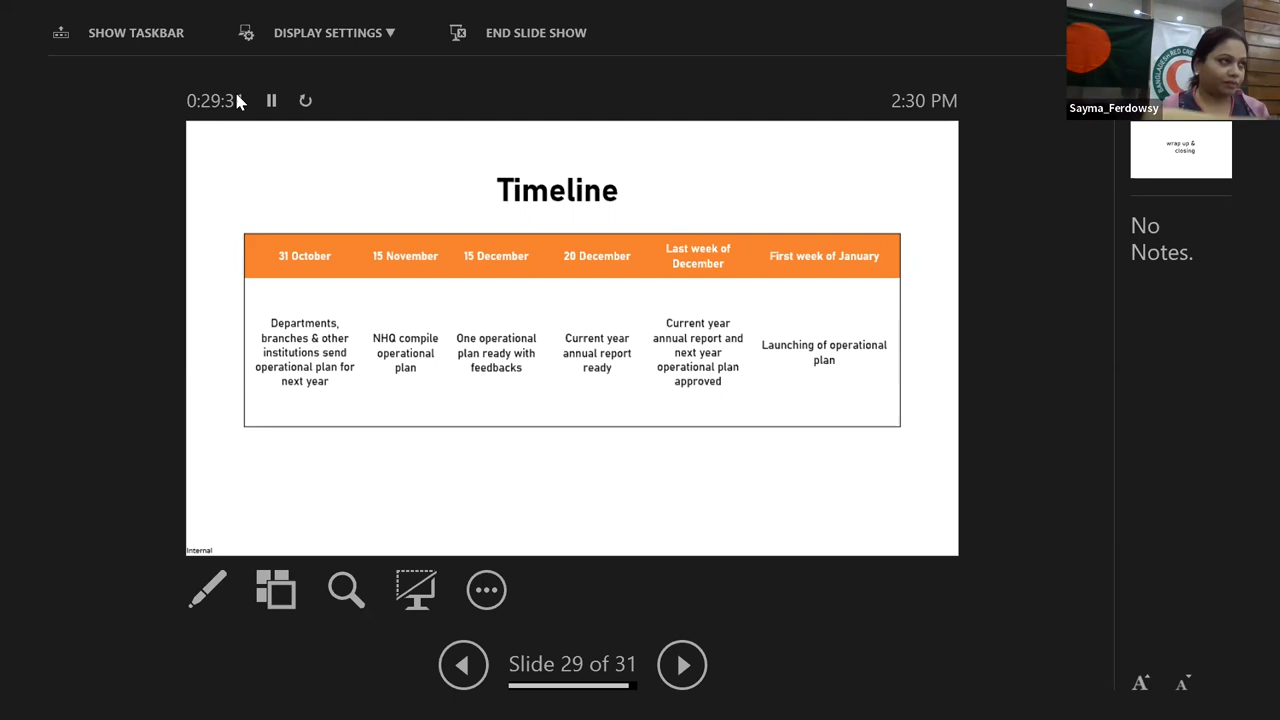 SHOW TASKBAR
DISPLAY SETTINGS ▼
END SLIDE SHOW
Sayma_Ferdowsy
2:30 PM
wrap up &
closing
No
Notes.
Timeline
31 October
15 November
15 December
20 December
Last week of
December
First week of January
Departments,
branches & other
institutions send
operational plan for
next year
NHQ compile
operational
plan
One operational
plan ready with
feedbacks
Current year
annual report
ready
Current year
annual report and
next year
operational plan
approved
Launching of operational
plan
Internal
Slide 29 of 31
A
A